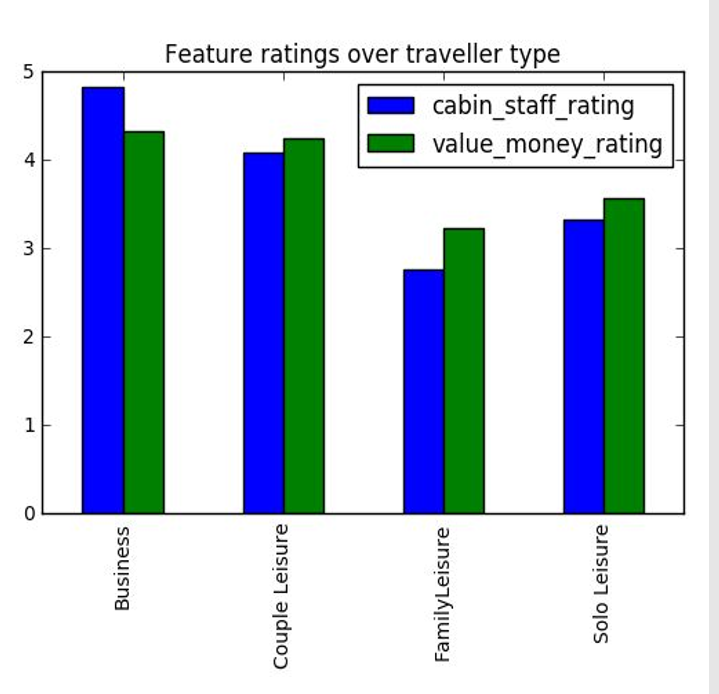 Feature ratings over traveller type
cabin_staff_rating
value_money_rating
5
4
3
2
1
0
Business
Couple Leisure
FamilyLeisure
Solo Leisure